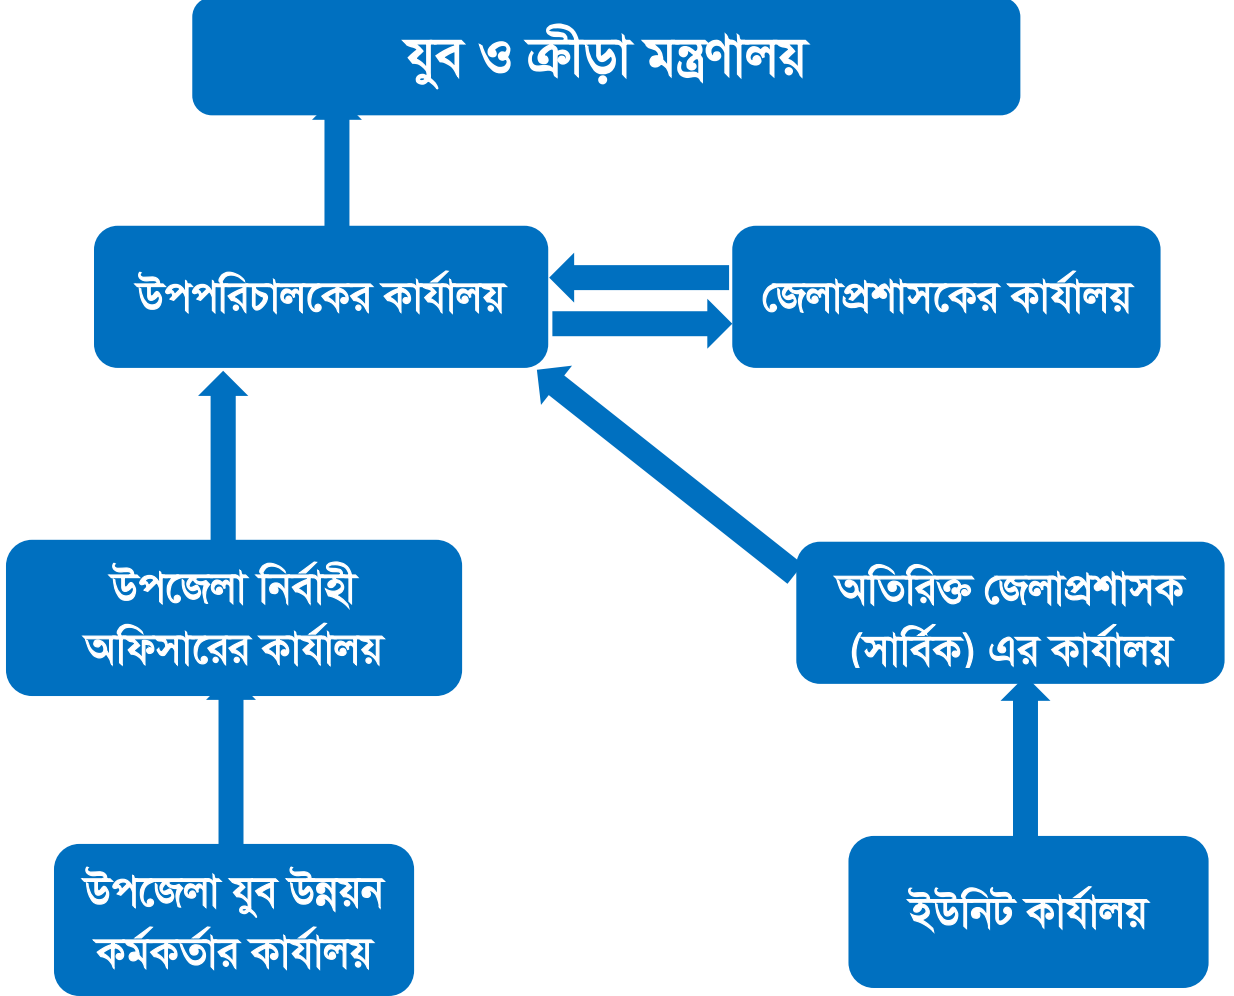 যুব ও ক্রীড়া মন্ত্রণালয়
উপপরিচালকের কার্যালয়
জেলাপ্রশাসকের কার্যালয়
উপজেলা নির্বাহী
অফিসারের কার্যালয়
অতিরিক্ত জেলাপ্রশাসক
(সার্বিক) এর কার্যালয়
উপজেলা যুব উন্নয়ন
কর্মকর্তার কার্যালয়
ইউনিট কার্যালয়